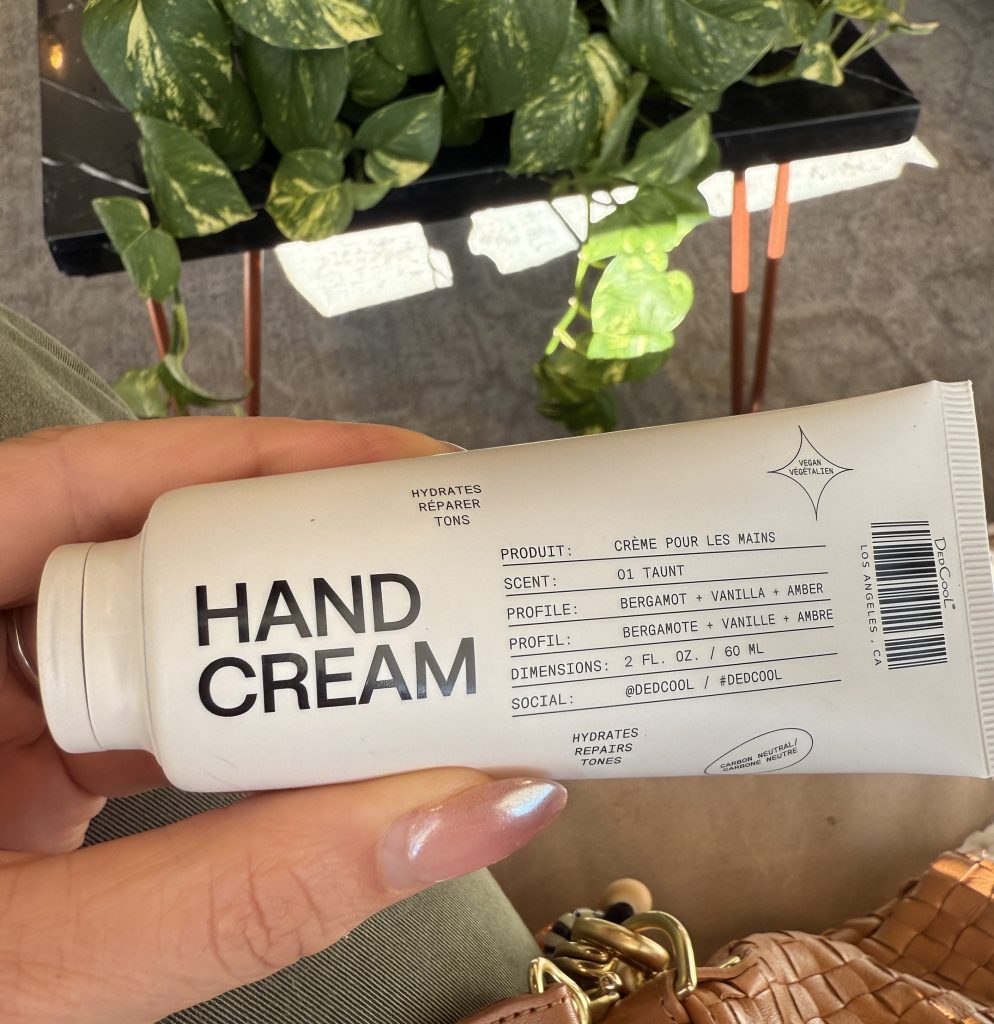 VEGAN
VÉGÉTALIEN
HYDRATES
RÉPARER
TONS
HAND
CREAM
PRODUIT: CRÈME POUR LES MAINS
SCENT: 01 TAUNT
PROFILE: BERGAMOT + VANILLA + AMBER
PROFIL: BERGAMOTE + VANILLE + AMBRE
DIMENSIONS: 2 FL. OZ. / 60 ML
SOCIAL: @DEDCOOL / #DEDCOOL
HYDRATES
REPAIRS
TONES
CARBON NEUTRAL/
CARBONE NEUTRE
DEDCOOL®
LOS ANGELES , CA